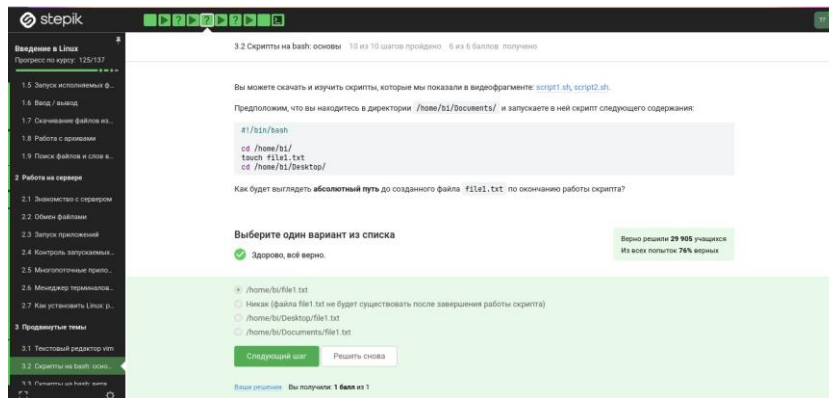 stepik
Введение в Linux
Прогресс по курсу: 125/137
1.5 Запуск исполняемых ф...
1.6 Ввод / вывод
1.7 Скачивание файлов из...
1.8 Работа с архивами
1.9 Поиск файлов и слов в...
2 Работа на сервере
2.1 Знакомство с сервером
2.2 Обмен файлами
2.3 Запуск приложений
2.4 Контроль запускаемых...
2.5 Многопоточные прило...
2.6 Менеджер терминалов...
2.7 Как установить Linux: р...
3 Продвинутые темы
3.1 Текстовый редактор vim
3.2 Скрипты на bash: осно...
3.3 Скрипты на bash: ветв...
3.2 Скрипты на bash: основы 10 из 10 шагов пройдено 6 из 6 баллов получено
Вы можете скачать и изучить скрипты, которые мы показали в видеофрагменте: script1.sh, script2.sh.
Предположим, что вы находитесь в директории /home/bi/Documents/ и запускаете в ней скрипт следующего содержания:
#!/bin/bash
cd /home/bi/
touch file1.txt
cd /home/bi/Desktop/
Как будет выглядеть абсолютный путь до созданного файла file1.txt по окончанию работы скрипта?
Выберите один вариант из списка
Здорово, всё верно.
Верно решили 29 905 учащихся
Из всех попыток 76% верных
/home/bi/file1.txt
Никак (файла file1.txt не будет существовать после завершения работы скрипта)
/home/bi/Desktop/file1.txt
/home/bi/Documents/file1.txt
Следующий шаг Решить снова
Ваши решения Вы получили: 1 балл из 1